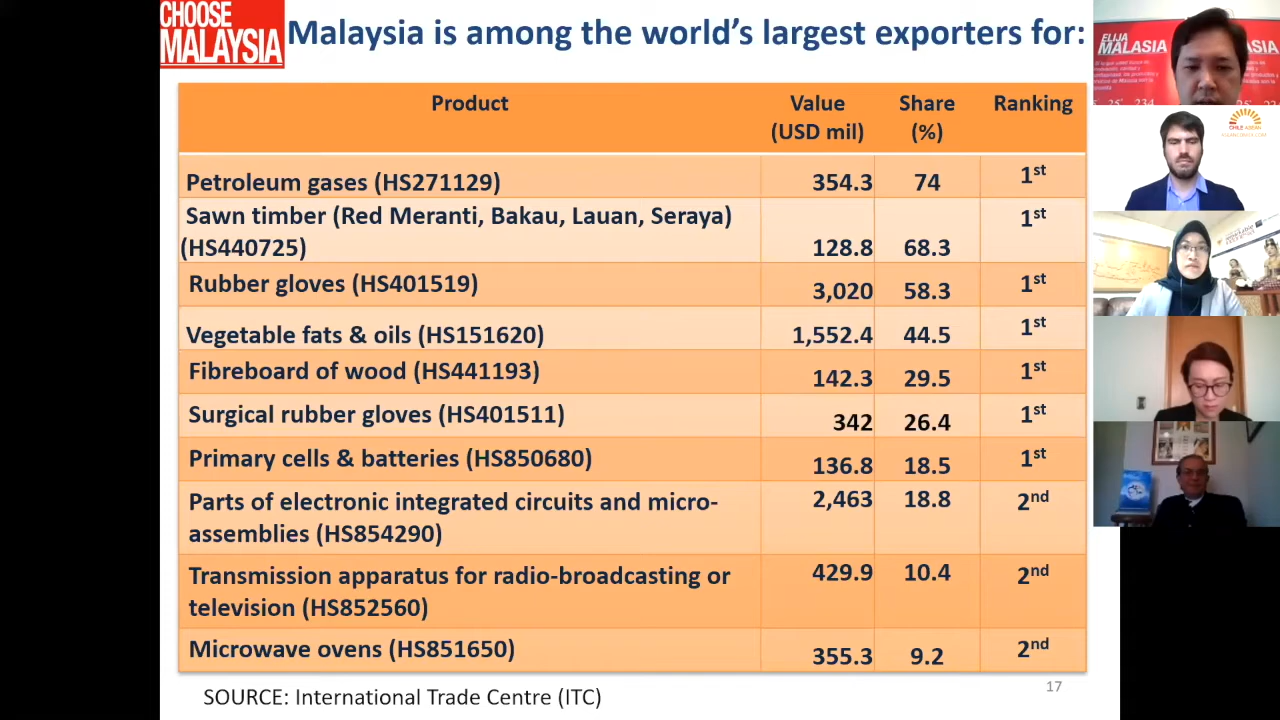 CHOOSE
MALAYSIA
Malaysia is among the world's largest exporters for:
Product Value (USD mil) Share (%) Ranking
Petroleum gases (HS271129) 354.3 74 1st
Sawn timber (Red Meranti, Bakau, Lauan, Seraya)
(HS440725) 128.8 68.3 1st
Rubber gloves (HS401519) 3,020 58.3 1st
Vegetable fats & oils (HS151620) 1,552.4 44.5 1st
Fibreboard of wood (HS441193) 142.3 29.5 1st
Surgical rubber gloves (HS401511) 342 26.4 1st
Primary cells & batteries (HS850680) 136.8 18.5 1st
Parts of electronic integrated circuits and micro-
assemblies (HS854290) 2,463 18.8 2nd
Transmission apparatus for radio-broadcasting or
television (HS852560) 429.9 10.4 2nd
Microwave ovens (HS851650) 355.3 9.2 2nd
SOURCE: International Trade Centre (ITC)
17
ELIJA
MALASIA
ASIA
CHILE ASEAN